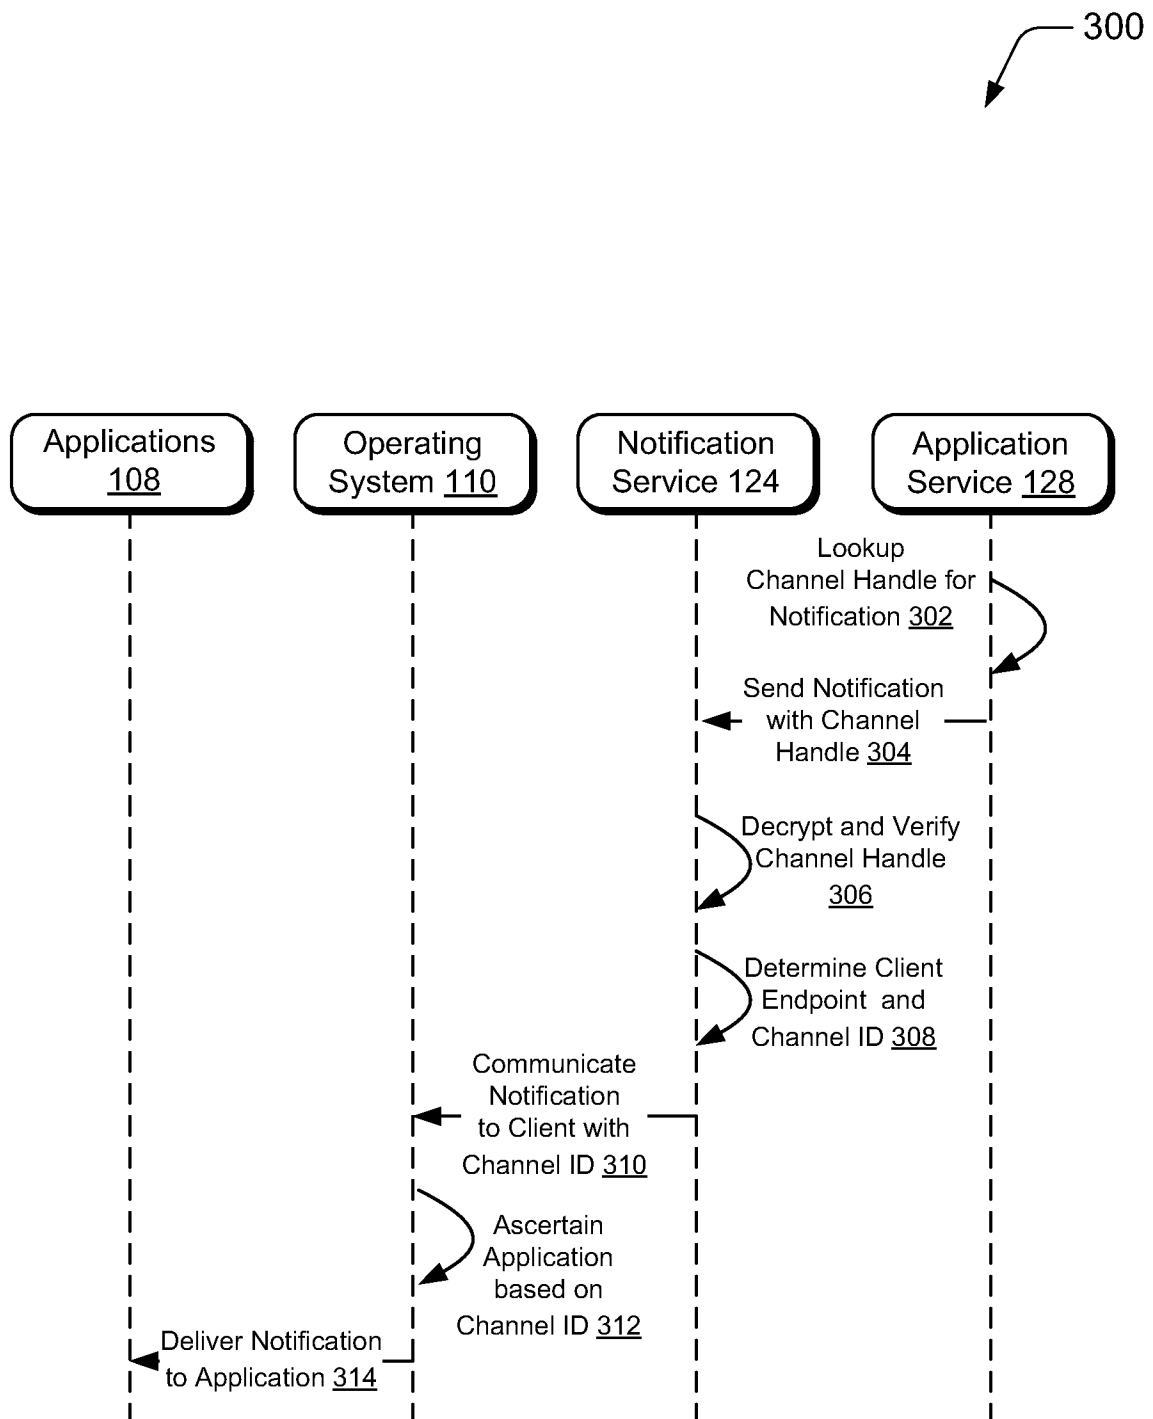 300
Applications
108
Operating
System 110
Notification
Service 124
Application
Service 128
Lookup
Channel Handle for
Notification 302
Send Notification
with Channel
Handle 304
Decrypt and Verify
Channel Handle
306
Determine Client
Endpoint and
Channel ID 308
Communicate
Notification
to Client with
Channel ID 310
Ascertain
Application
based on
Channel ID 312
Deliver Notification
to Application 314